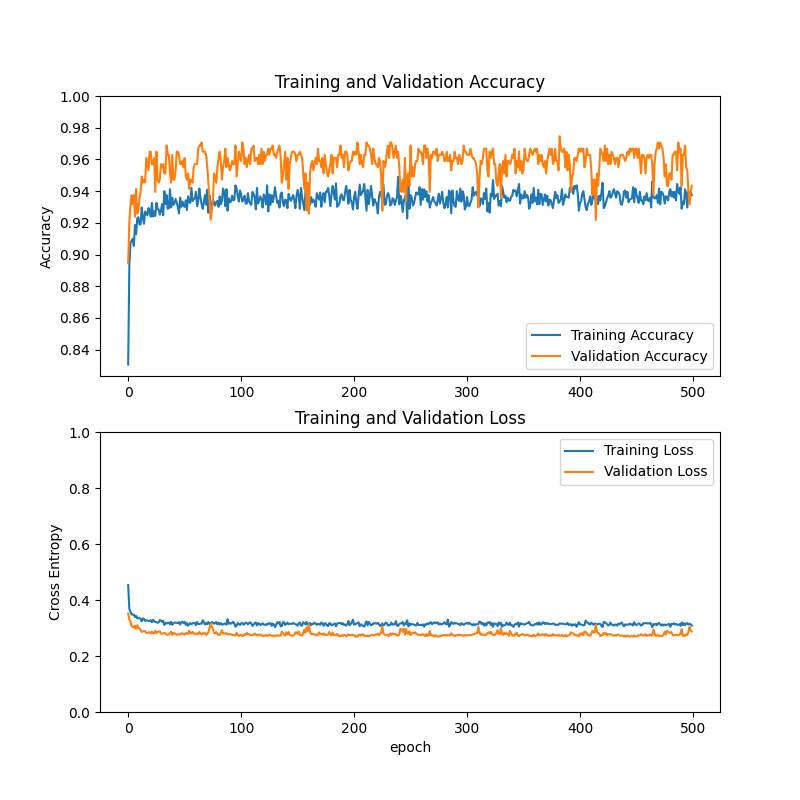 Training and Validation Accuracy
1.00
0.98
0.96
0.94
0.92
0.90
0.88
0.86
0.84
Accuracy
Training Accuracy
Validation Accuracy
0 100 200 300 400 500
Training and Validation Loss
1.0
0.8
0.6
0.4
0.2
0.0
Cross Entropy
Training Loss
Validation Loss
0 100 200 300 400 500
epoch